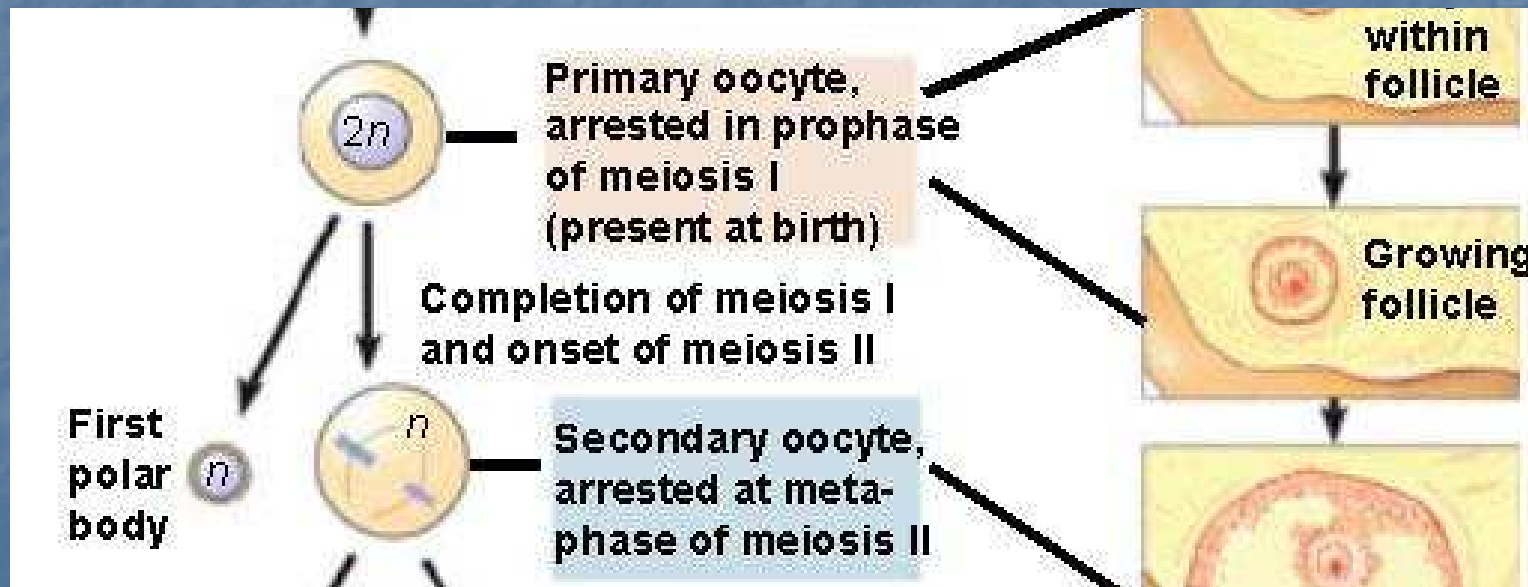 within
follicle
2n
Primary oocyte,
arrested in prophase
of meiosis I
(present at birth)
Growing
follicle
Completion of meiosis I
and onset of meiosis II
First
polar
body
n
n
Secondary oocyte,
arrested at meta-
phase of meiosis II